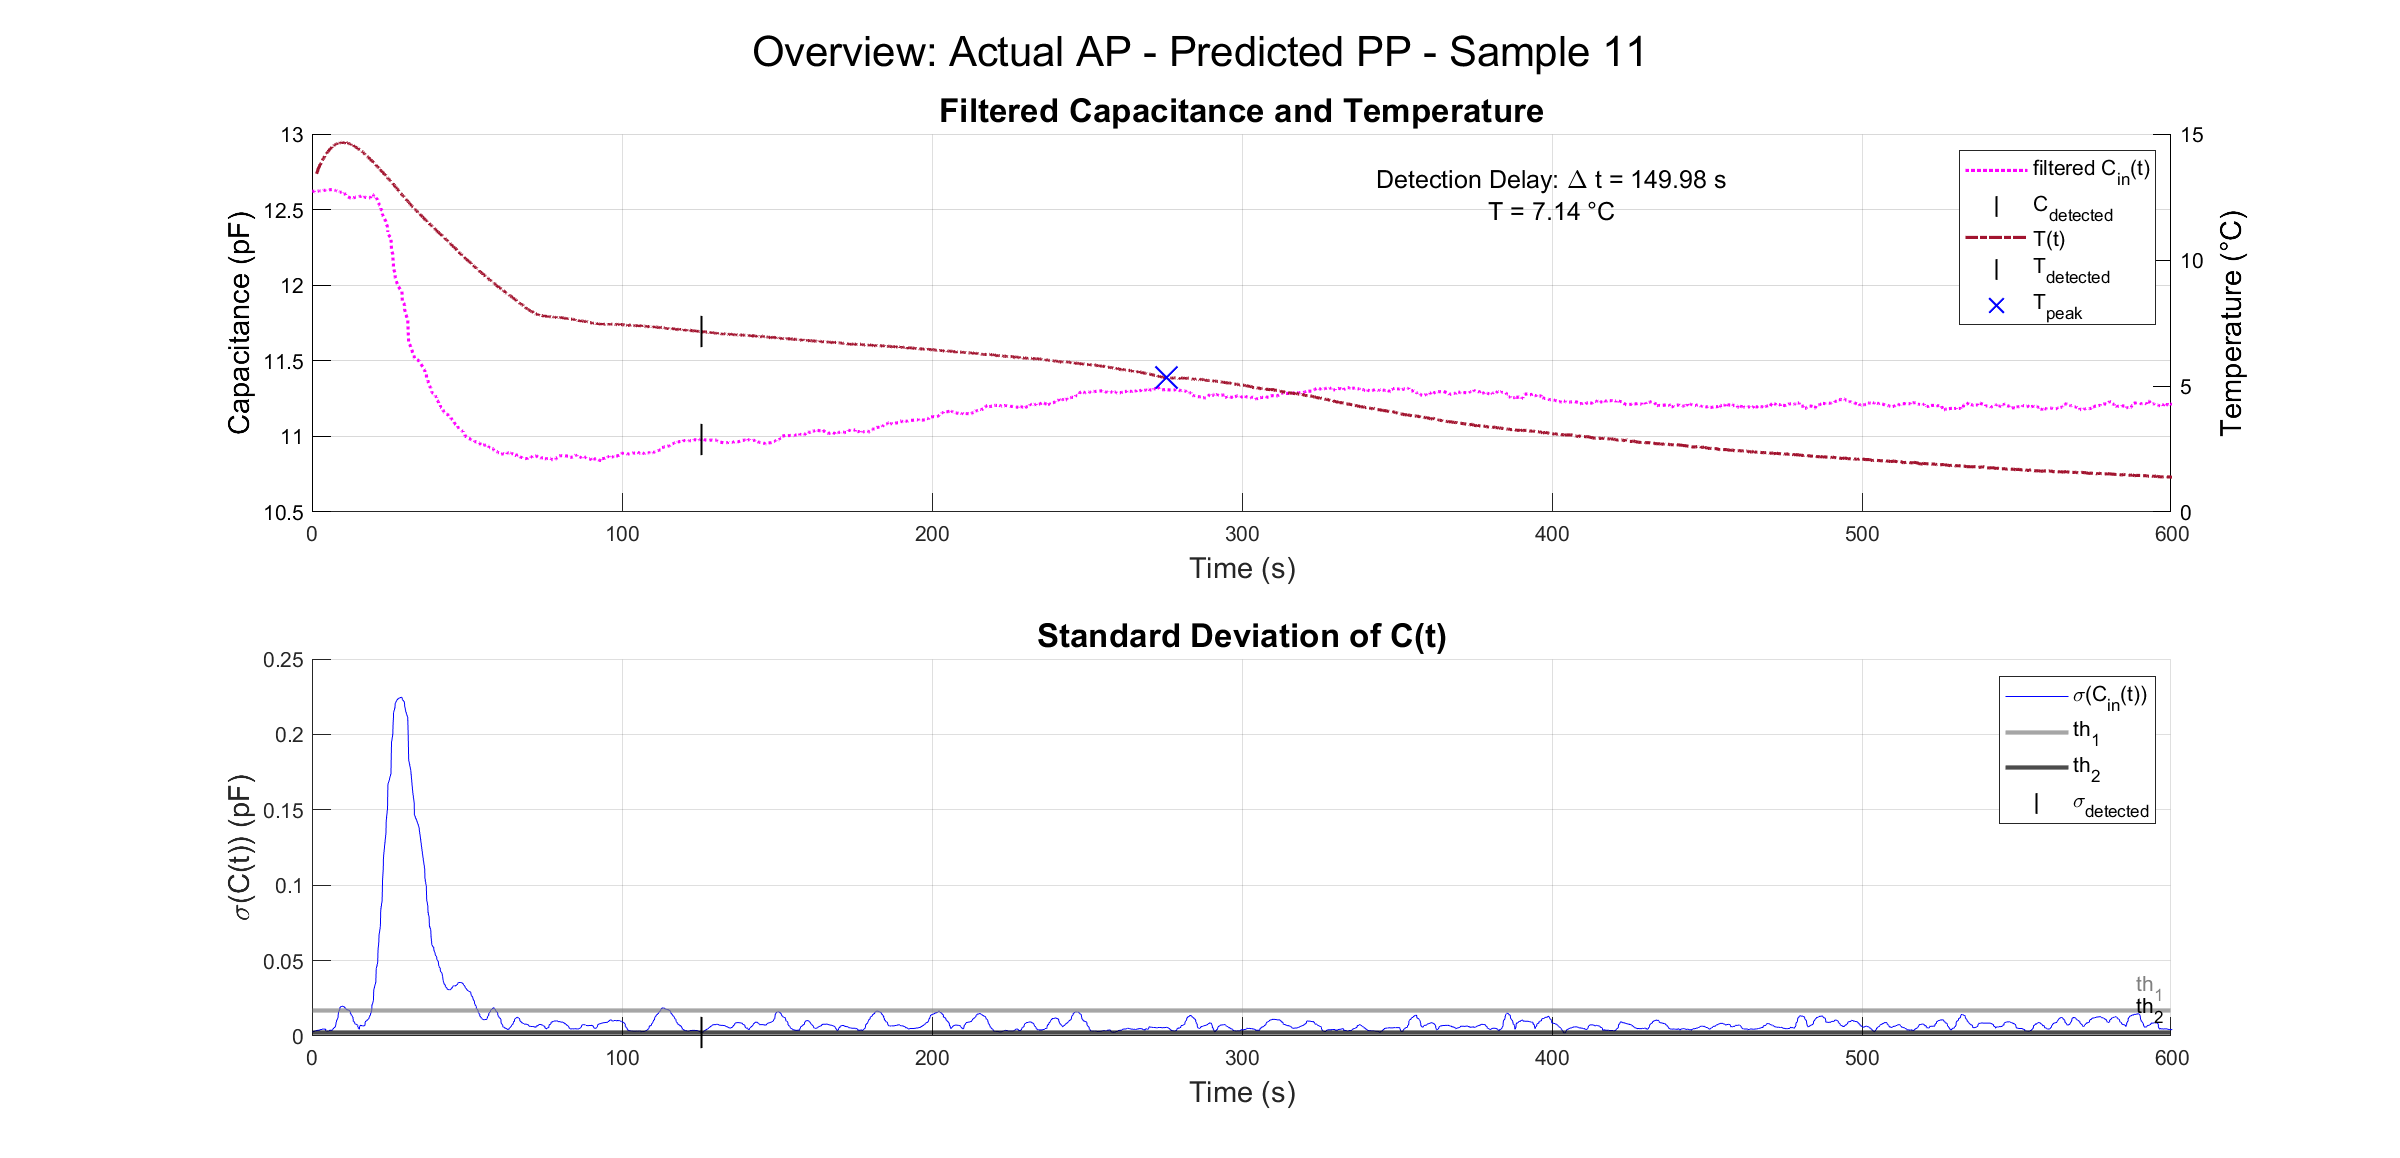 Overview: Actual AP - Predicted PP - Sample 11
Filtered Capacitance and Temperature
Detection Delay: Δ t = 149.98 s
T = 7.14 °C
filtered C_in(t)
C_detected
T(t)
T_detected
T_peak
Capacitance (pF)
13
12.5
12
11.5
11
10.5
Temperature (°C)
15
10
5
0
0 100 200 300 400 500 600
Time (s)
Standard Deviation of C(t)
σ(C_in(t))
th_1
th_2
σ_detected
σ(C(t)) (pF)
0.25
0.2
0.15
0.1
0.05
0
th_1
th_2
0 100 200 300 400 500 600
Time (s)